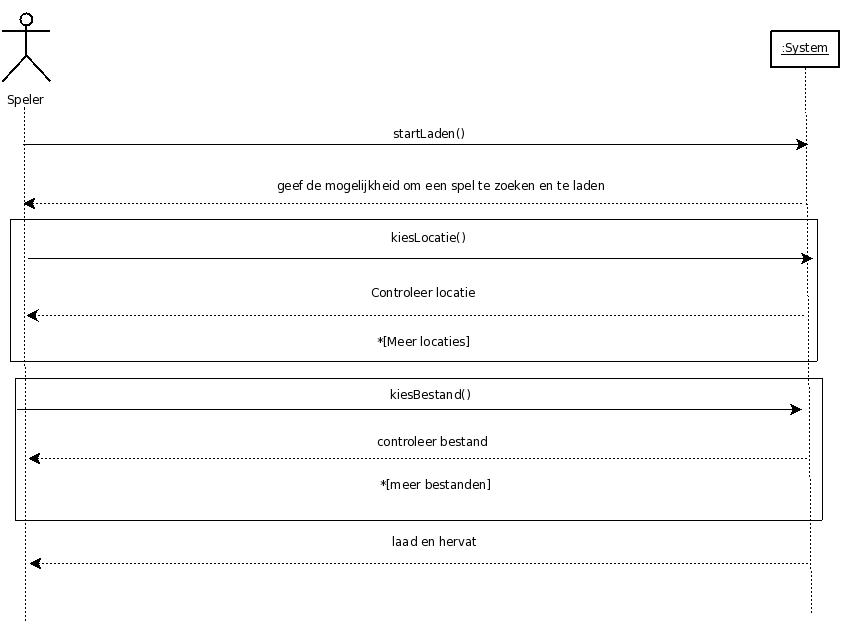 :System
Speler
startLaden()
geef de mogelijkheid om een spel te zoeken en te laden
kiesLocatie()
Controleer locatie
*[Meer locaties]
kiesBestand()
controleer bestand
*[meer bestanden]
laad en hervat